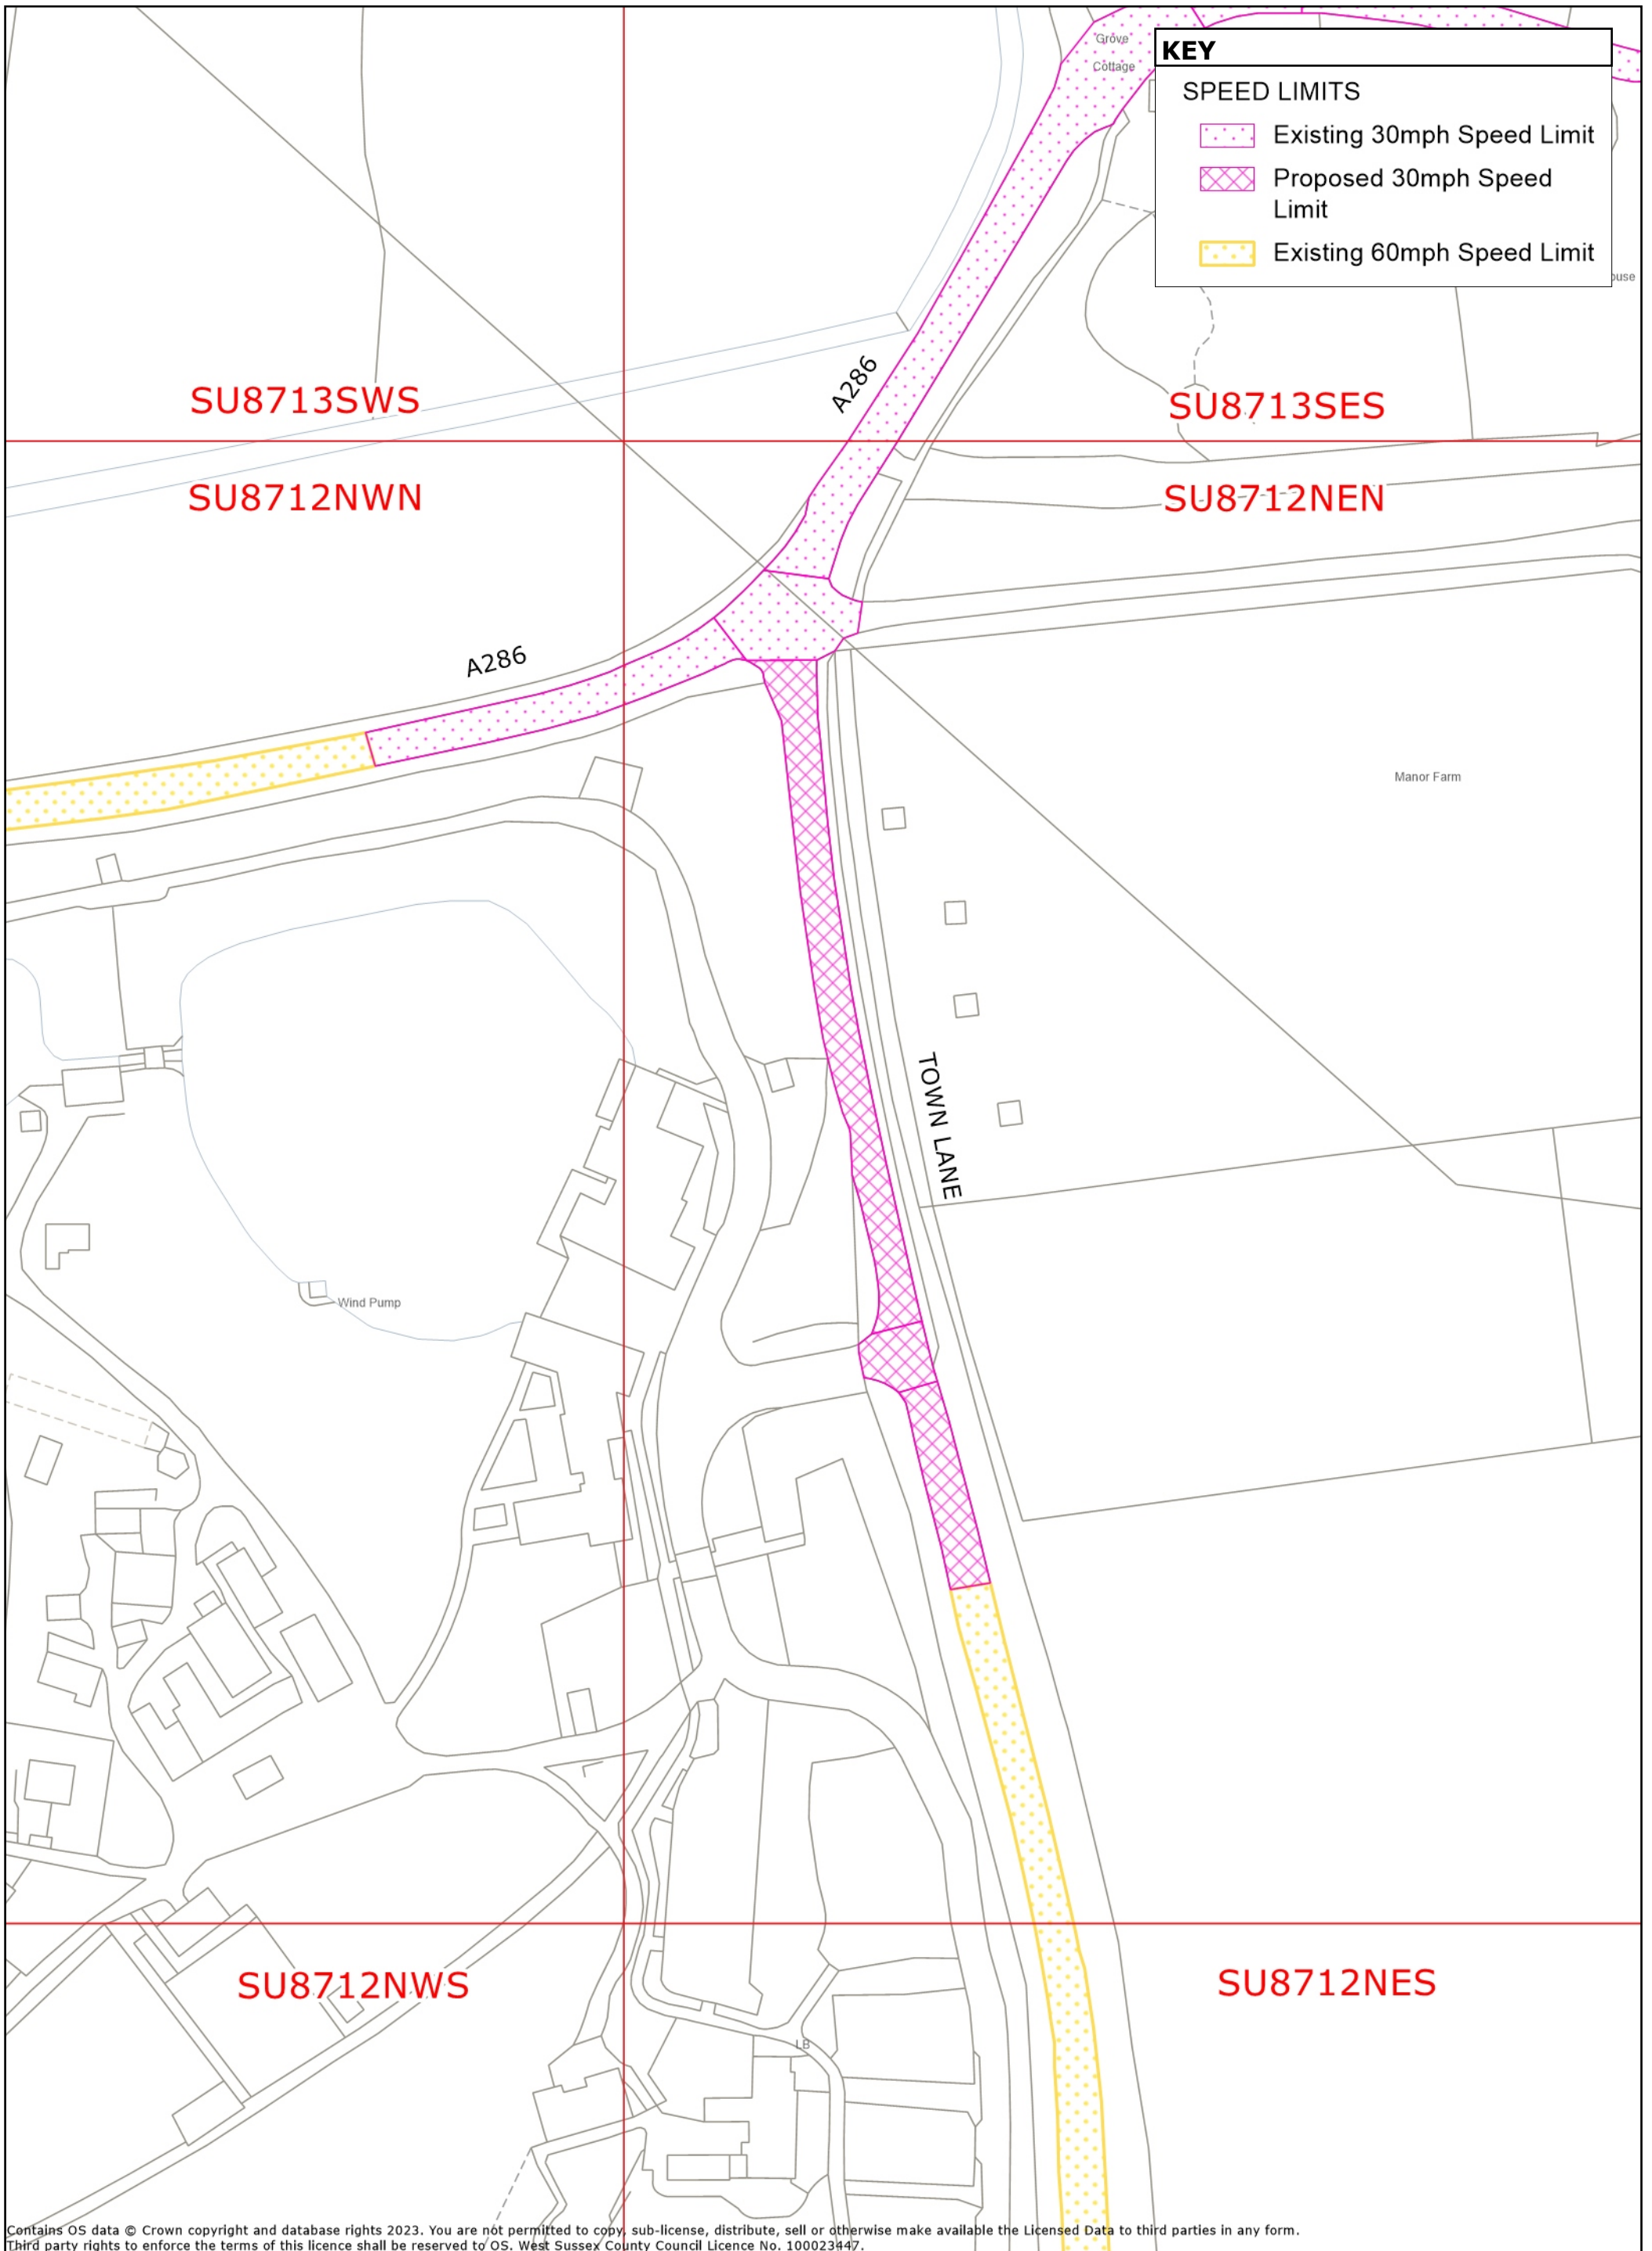 Grove
Cottage
KEY
SPEED LIMITS
Existing 30mph Speed Limit
Proposed 30mph Speed
Limit
Existing 60mph Speed Limit
ouse
A286
SU8713SWS
SU8713SES
SU8712NWN
SU8712NEN
A286
Manor Farm
TOWN LANE
Wind Pump
SU8712NWS
SU8712NES
LB
Contains OS data © Crown copyright and database rights 2023. You are not permitted to copy, sub-license, distribute, sell or otherwise make available the Licensed Data to third parties in any form.
Third party rights to enforce the terms of this licence shall be reserved to OS. West Sussex County Council Licence No. 100023447.